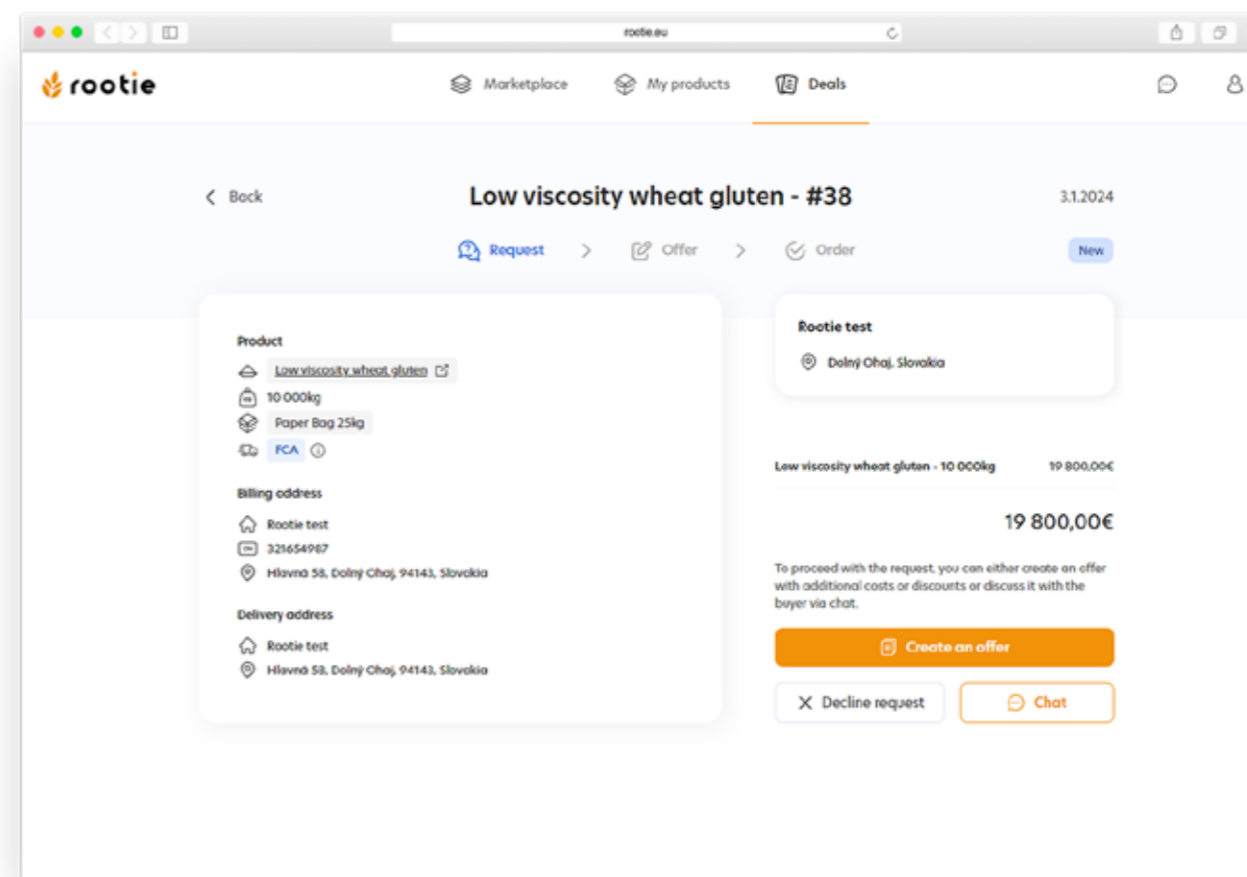 rootie.eu
rootie
Marketplace
My products
Deals
Back
Low viscosity wheat gluten - #38
3.1.2024
Request
Offer
Order
New
Product
Low viscosity wheat gluten
10 000kg
Paper Bag 25kg
FCA
Billing address
Rootie test
321654987
Hlavná 58, Dolný Ohaj, 94143, Slovakia
Delivery address
Rootie test
Hlavná 58, Dolný Ohaj, 94143, Slovakia
Rootie test
Dolný Ohaj, Slovakia
Low viscosity wheat gluten - 10 000kg 19 800,00€
19 800,00€
To proceed with the request, you can either create an offer
with additional costs or discounts or discuss it with the
buyer via chat.
Create an offer
Decline request
Chat